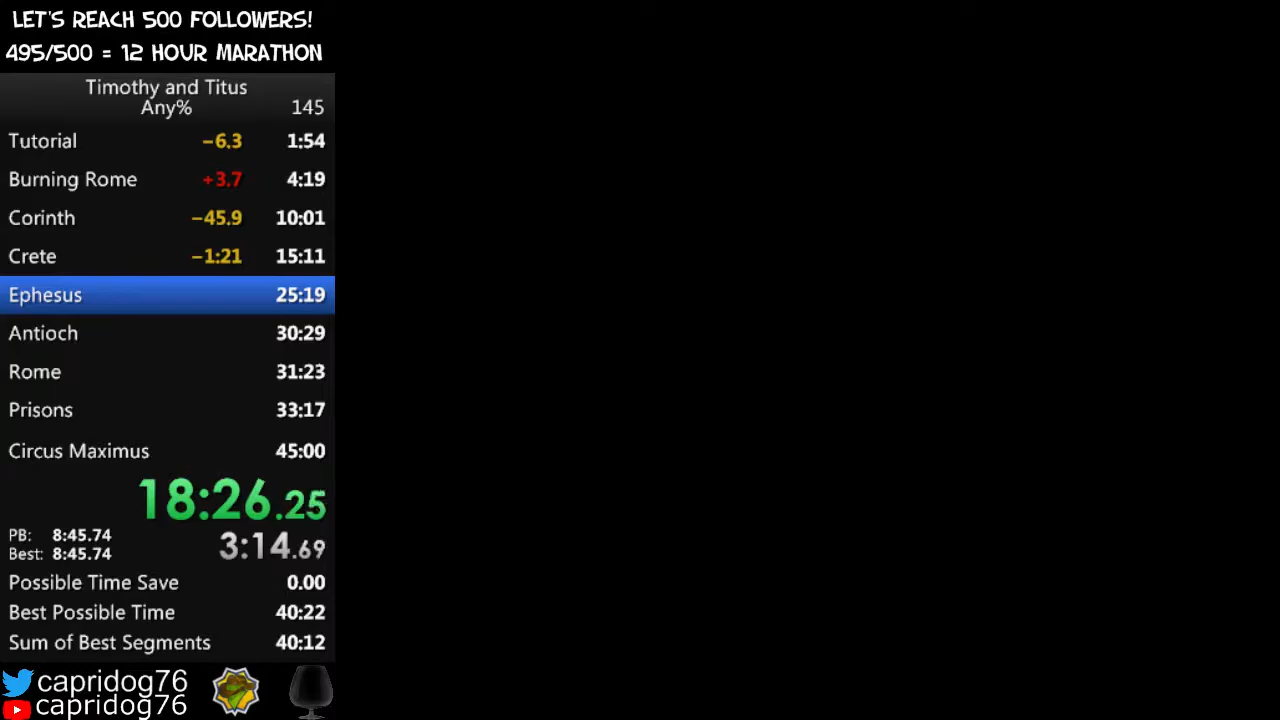 LET'S REACH 500 FOLLOWERS!
495/500 = 12 HOUR MARATHON
Timothy and Titus
Any% 145
Tutorial −6.3 1:54
Burning Rome +3.7 4:19
Corinth −45.9 10:01
Crete −1:21 15:11
Ephesus 25:19
Antioch 30:29
Rome 31:23
Prisons 33:17
Circus Maximus 45:00
18:26.25
PB: 8:45.74
Best: 8:45.74
3:14.69
Possible Time Save 0.00
Best Possible Time 40:22
Sum of Best Segments 40:12
capridog76
capridog76